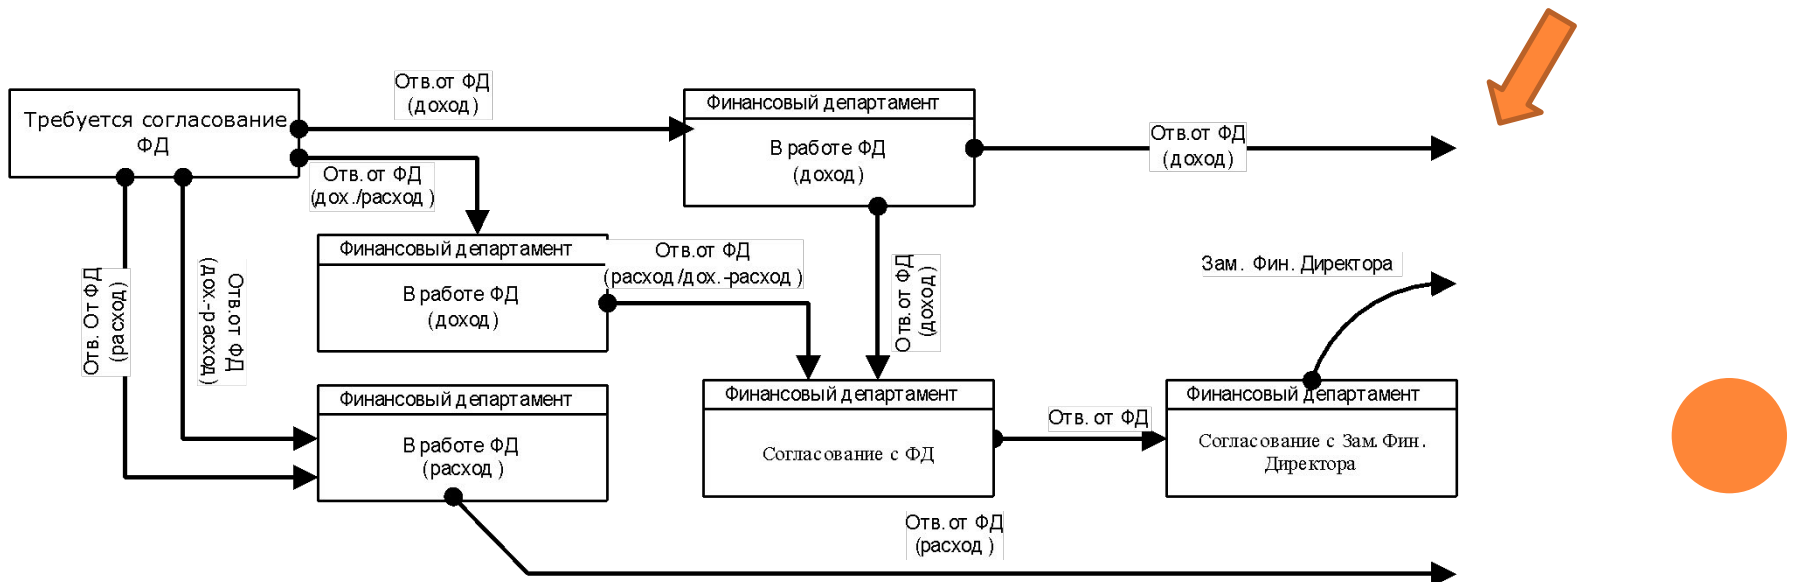 Отв.от ФД
(доход)
Требуется согласование
ФД
Финансовый департамент
В работе ФД
(доход)
Отв.от ФД
(доход)
Отв. от ФД
(дох./расход )
Финансовый департамент
В работе ФД
(доход)
Отв.от ФД
(расход/дох.-расход )
Отв.от ФД
(доход)
Зам. Фин. Директора
Отв. От ФД
(расход)
Отв.от ФД
(дох.-расход)
Финансовый департамент
В работе ФД
(расход )
Финансовый департамент
Согласование с ФД
Отв. от ФД
Финансовый департамент
Согласование с Зам.Фин.
Директора
Отв.от ФД
(расход )